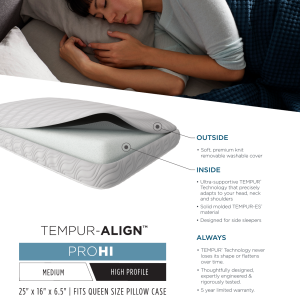 OUTSIDE
• Soft, premium knit
removable washable cover
INSIDE
• Ultra-supportive TEMPUR®
Technology that precisely
adapts to your head, neck
and shoulders
• Solid molded TEMPUR-ES®
material
• Designed for side sleepers
ALWAYS
• TEMPUR® Technology never
loses its shape or flattens
over time.
• Thoughtfully designed,
expertly engineered &
rigorously tested.
• 5 year limited warranty.
TEMPUR-ALIGN™
PROHI
MEDIUM
HIGH PROFILE
25" x 16" x 6.5" | FITS QUEEN SIZE PILLOW CASE